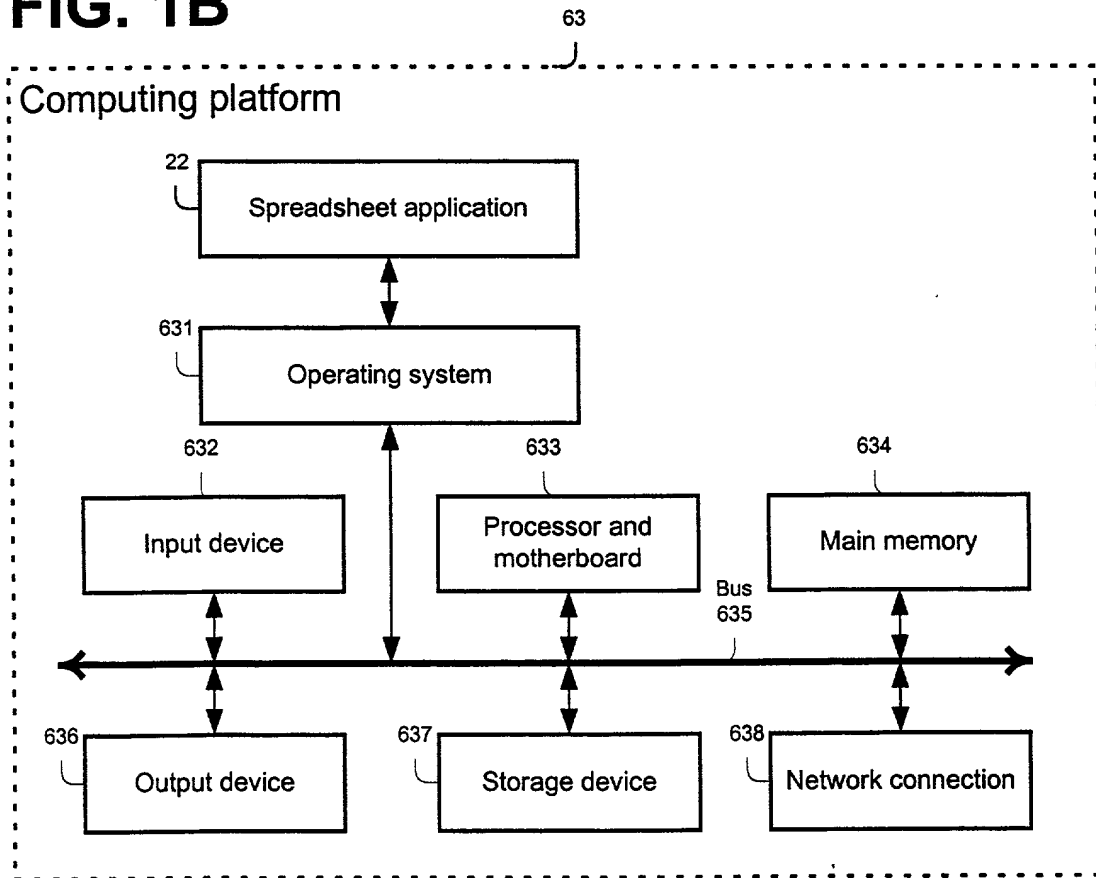 FIG. 1B
63
Computing platform
22
Spreadsheet application
631
Operating system
632
633
634
Input device
Processor and
motherboard
Main memory
Bus
635
636
637
638
Output device
Storage device
Network connection